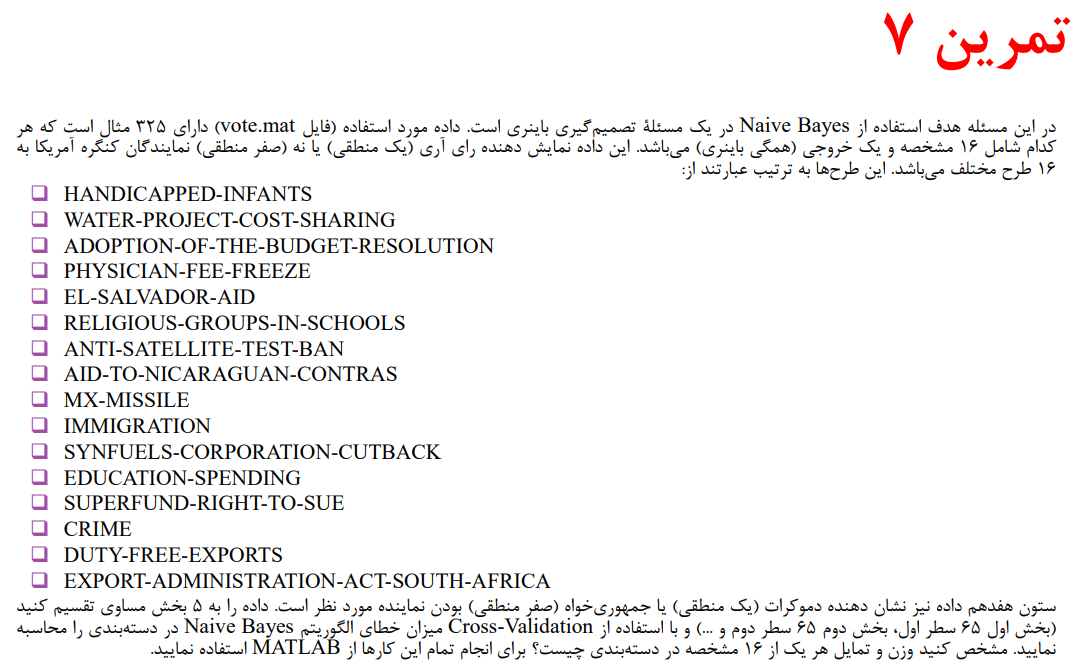 تمرین ۷
در این مسئله هدف استفاده از Naive Bayes در یک مسئلهٔ تصمیم‌گیری باینری است. داده مورد استفاده (فایل vote.mat) دارای ۳۲۵ مثال است که هر
کدام شامل ۱۶ مشخصه و یک خروجی (همگی باینری) می‌باشد. این داده نمایش دهنده رای آری (یک منطقی) یا نه (صفر منطقی) نمایندگان کنگره آمریکا به
۱۶ طرح مختلف می‌باشد. این طرح‌ها به ترتیب عبارتند از:
HANDICAPPED-INFANTS
WATER-PROJECT-COST-SHARING
ADOPTION-OF-THE-BUDGET-RESOLUTION
PHYSICIAN-FEE-FREEZE
EL-SALVADOR-AID
RELIGIOUS-GROUPS-IN-SCHOOLS
ANTI-SATELLITE-TEST-BAN
AID-TO-NICARAGUAN-CONTRAS
MX-MISSILE
IMMIGRATION
SYNFUELS-CORPORATION-CUTBACK
EDUCATION-SPENDING
SUPERFUND-RIGHT-TO-SUE
CRIME
DUTY-FREE-EXPORTS
EXPORT-ADMINISTRATION-ACT-SOUTH-AFRICA
ستون هفدهم داده نیز نشان دهنده دموکرات (یک منطقی) یا جمهوری‌خواه (صفر منطقی) بودن نماینده مورد نظر است. داده را به ۵ بخش مساوی تقسیم کنید
(بخش اول ۶۵ سطر اول، بخش دوم ۶۵ سطر دوم و ...) و با استفاده از Cross-Validation میزان خطای الگوریتم Naive Bayes در دسته‌بندی را محاسبه
نمایید. مشخص کنید وزن و تمایل هر یک از ۱۶ مشخصه در دسته‌بندی چیست؟ برای انجام تمام این کارها از MATLAB استفاده نمایید.